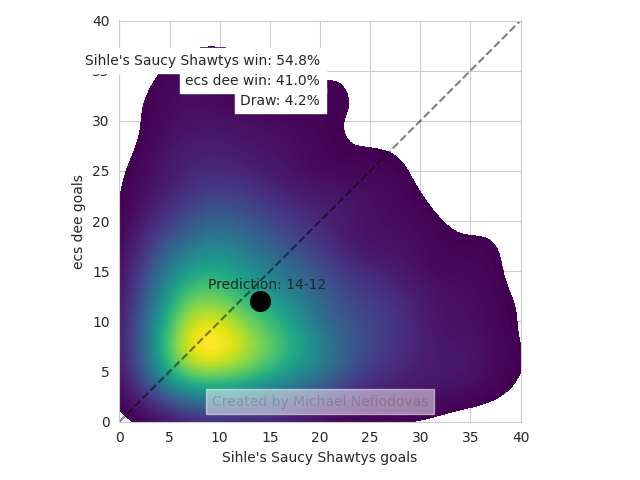 40
Sihle's Saucy Shawtys win: 54.8%
35
ecs dee win: 41.0%
Draw: 4.2%
30
25
20
15
10
5
0
ecs dee goals
Prediction: 14-12
Created by Michael Nefiodovas
0 5 10 15 20 25 30 35 40
Sihle's Saucy Shawtys goals